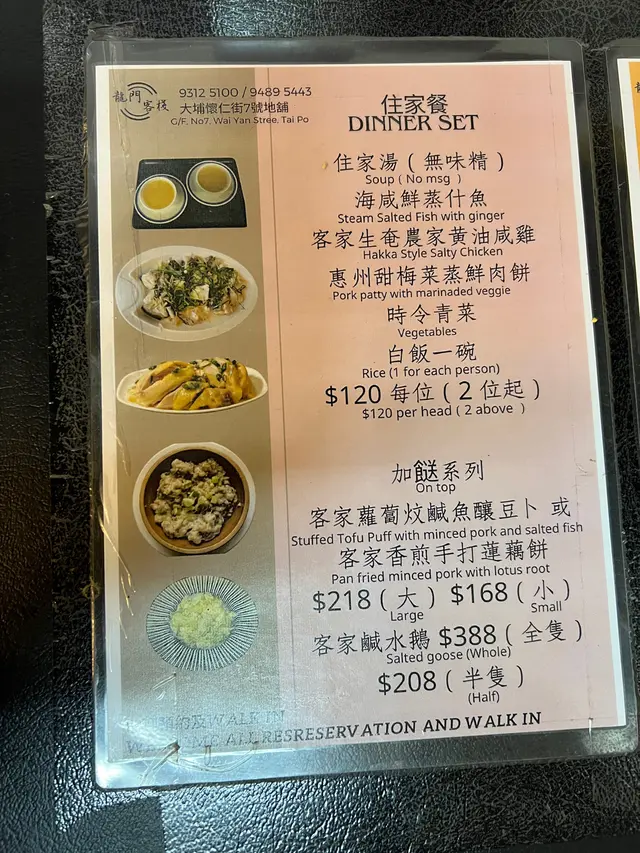 龍門客棧
9312 5100 / 9489 5443
大埔懷仁街7號地舖
G/F, No7, Wai Yan Stree, Tai Po
住家餐
DINNER SET
住家湯(無味精)
Soup ( No msg )
海咸鮮蒸什魚
Steam Salted Fish with ginger
客家生奄農家黄油咸雞
Hakka Style Salty Chicken
惠州甜梅菜蒸鮮肉餅
Pork patty with marinaded veggie
時令青菜
Vegetables
白飯一碗
Rice (1 for each person)
$120 每位(2 位起)
$120 per head ( 2 above )
加餸系列
On top
客家蘿蔔炆鹹魚釀豆卜 或
Stuffed Tofu Puff with minced pork and salted fish
客家香煎手打蓮藕餅
Pan fried minced pork with lotus root
$218(大) $168(小)
Large Small
客家鹹水鵝 $388(全隻)
Salted goose (Whole)
$208(半隻)
(Half)
WALK IN
ALL RESRESERVATION AND WALK IN